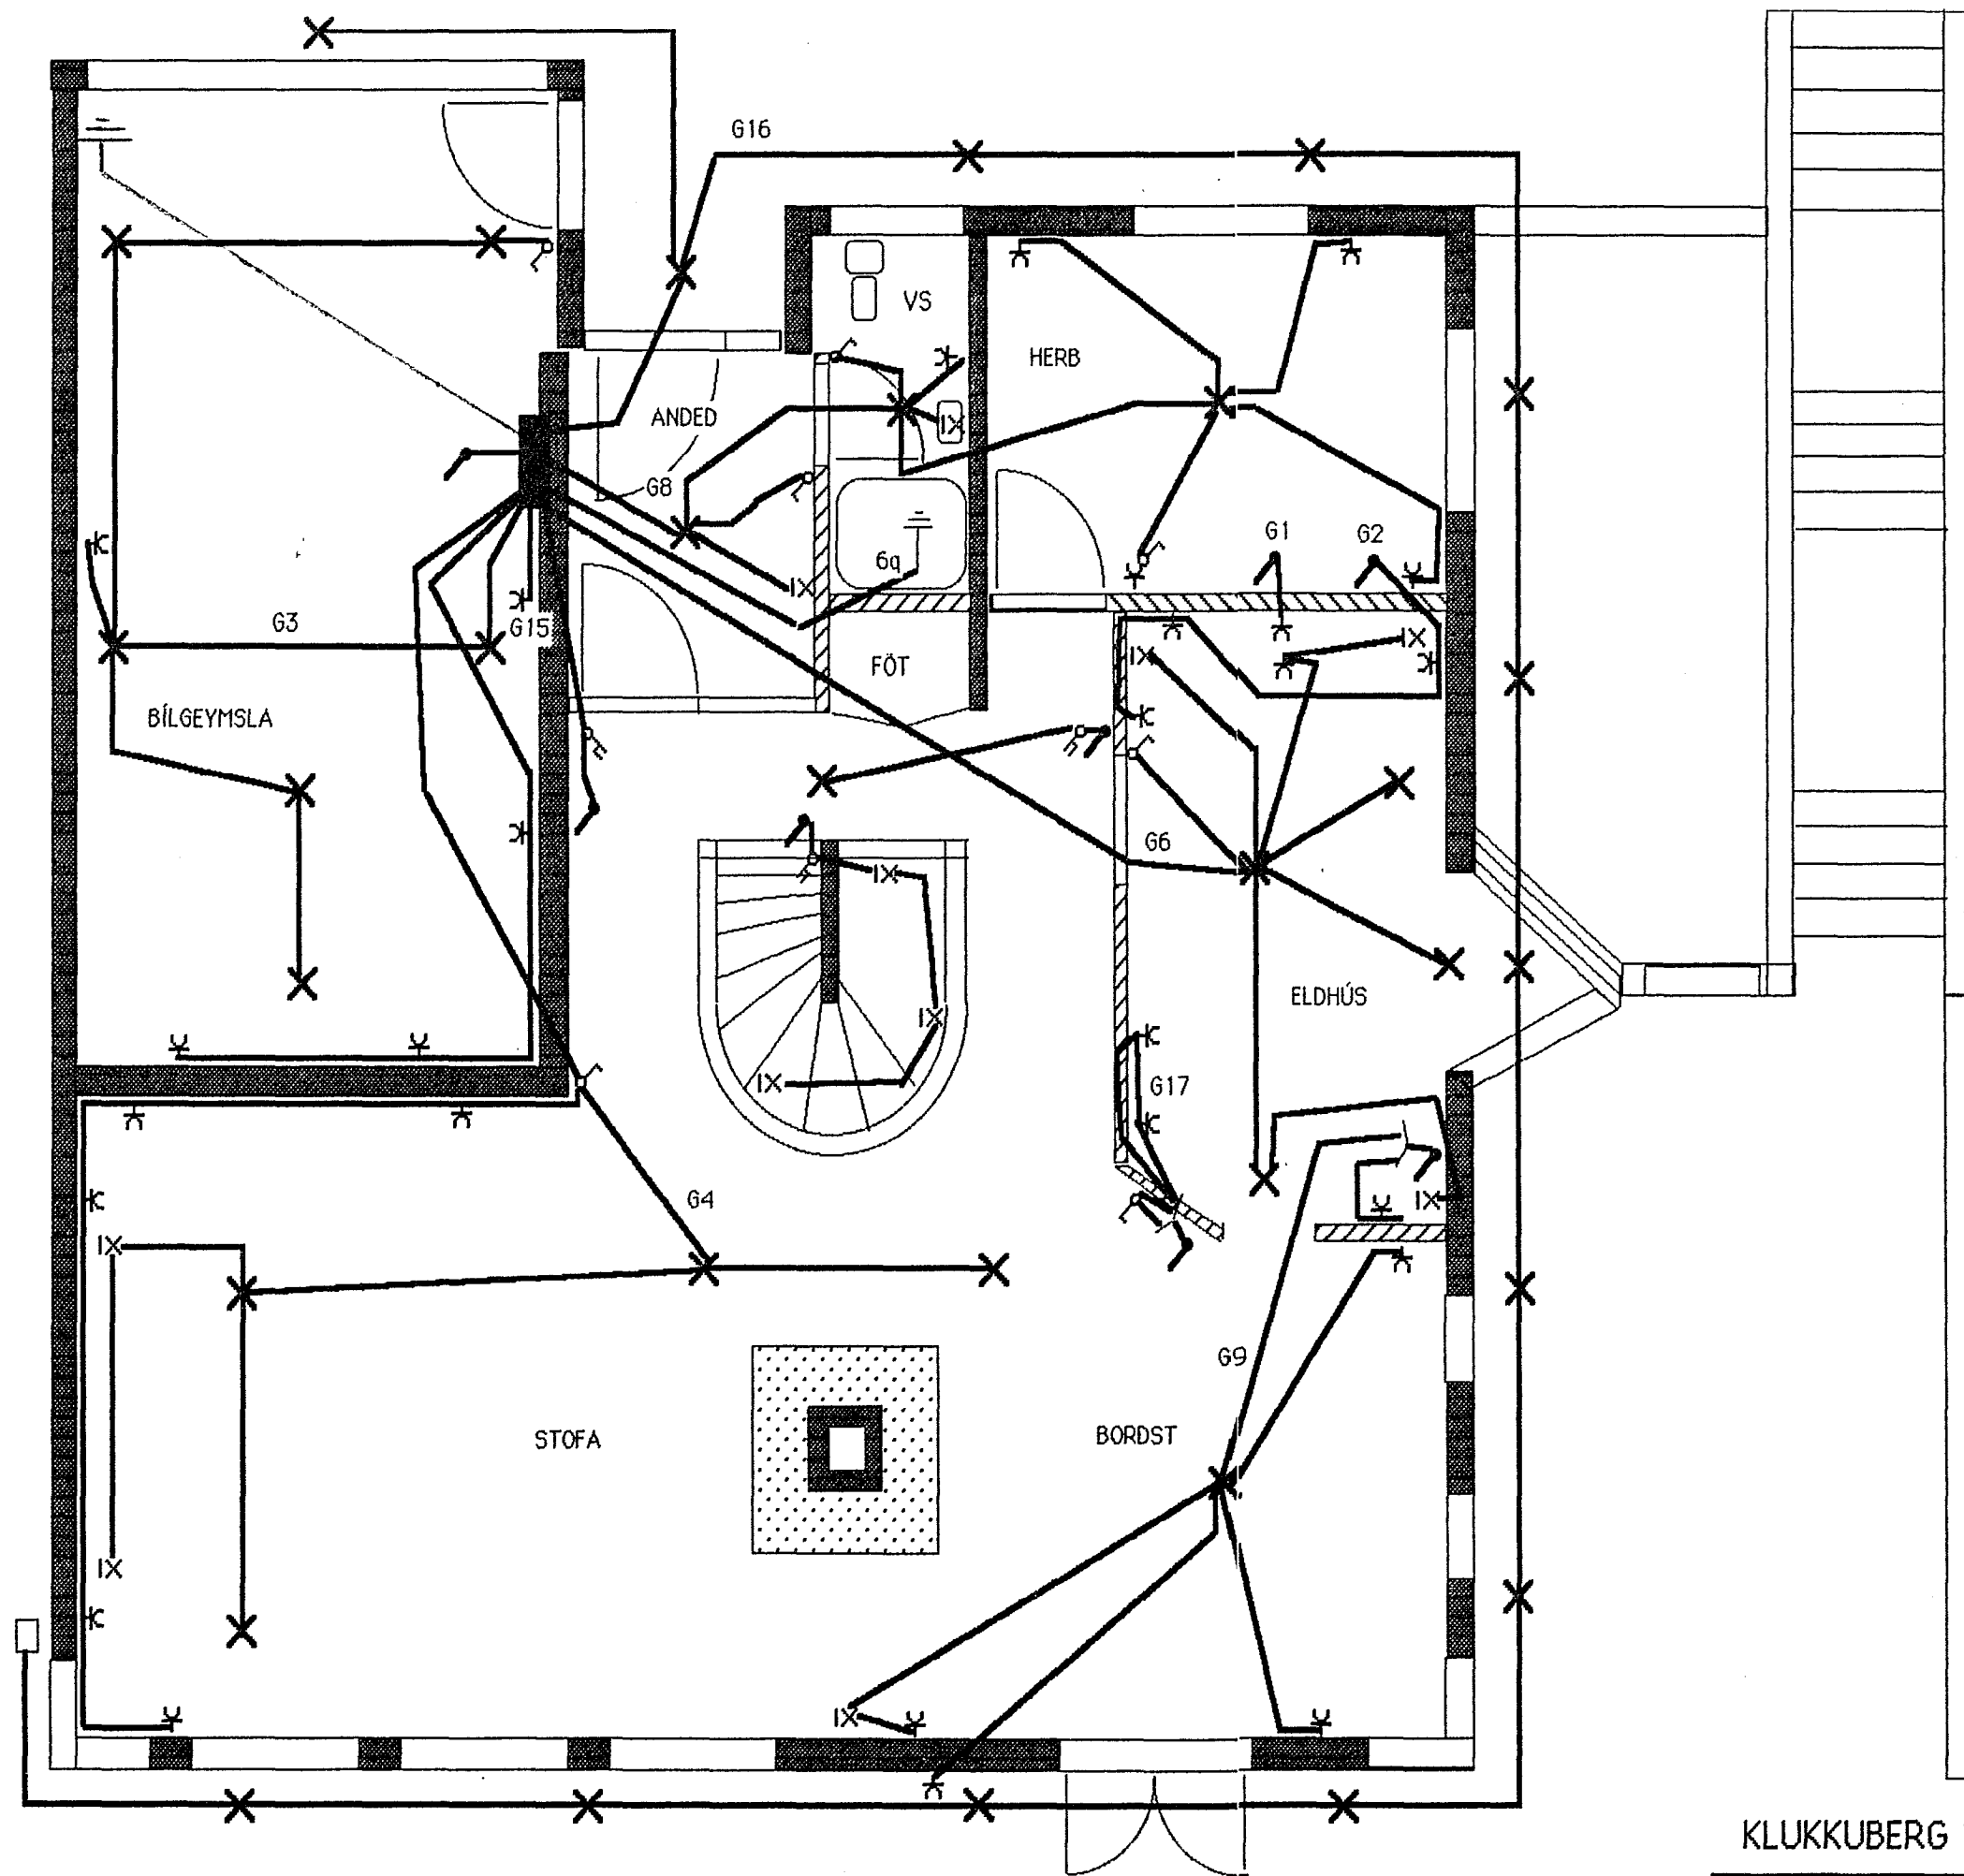 G16
VS
HERB
ANDED
G8
G1
G2
6q
G3
G15
FÖT
BÍLGEYMSLA
G6
ELDHÚS
G17
G4
G9
STOFA
BORDST
KLUKKUBERG